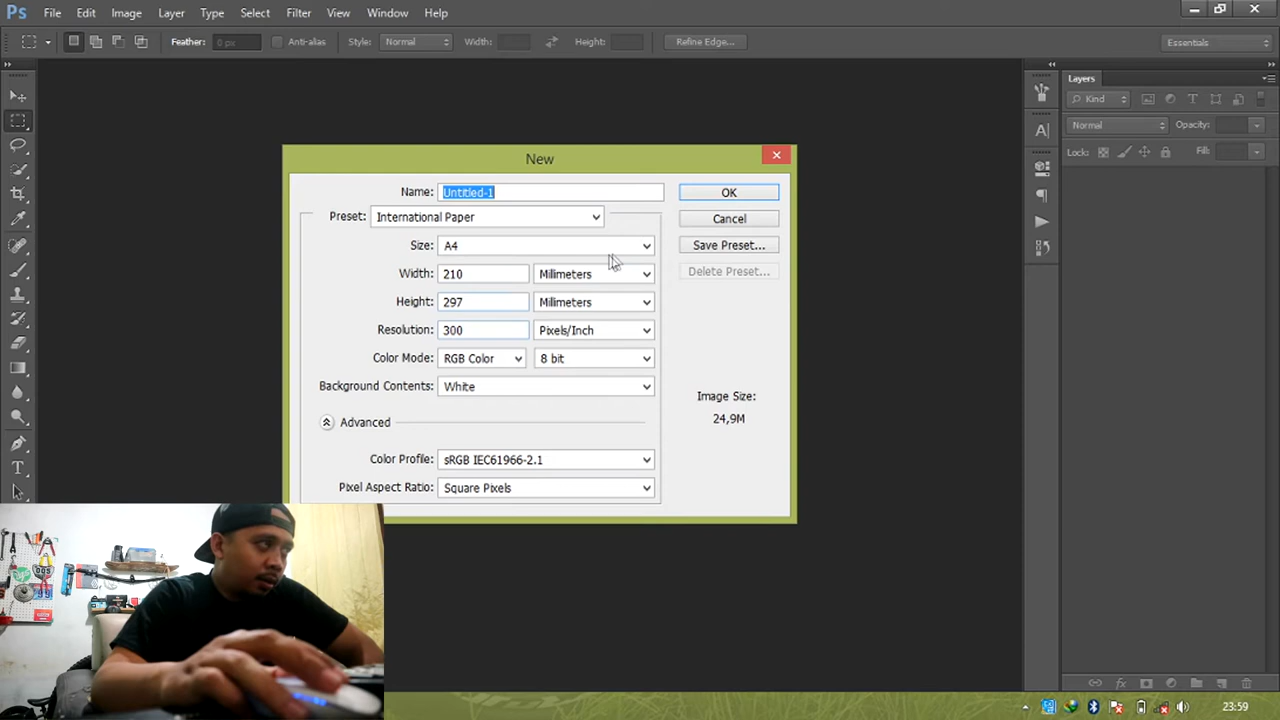 Ps File Edit Image Layer Type Select Filter View Window Help
Feather: 0 px Anti-alias Style: Normal Width: Height: Refine Edge... Essentials
Layers
Kind
Normal Opacity:
Lock: Fill:
New
Name: Untitled-1 OK
Preset: International Paper Cancel
Size: A4 Save Preset...
Width: 210 Milimeters Delete Preset...
Height: 297 Milimeters
Resolution: 300 Pixels/Inch
Color Mode: RGB Color 8 bit
Background Contents: White Image Size:
24,9M
Advanced
Color Profile: sRGB IEC61966-2.1
Pixel Aspect Ratio: Square Pixels
23:59